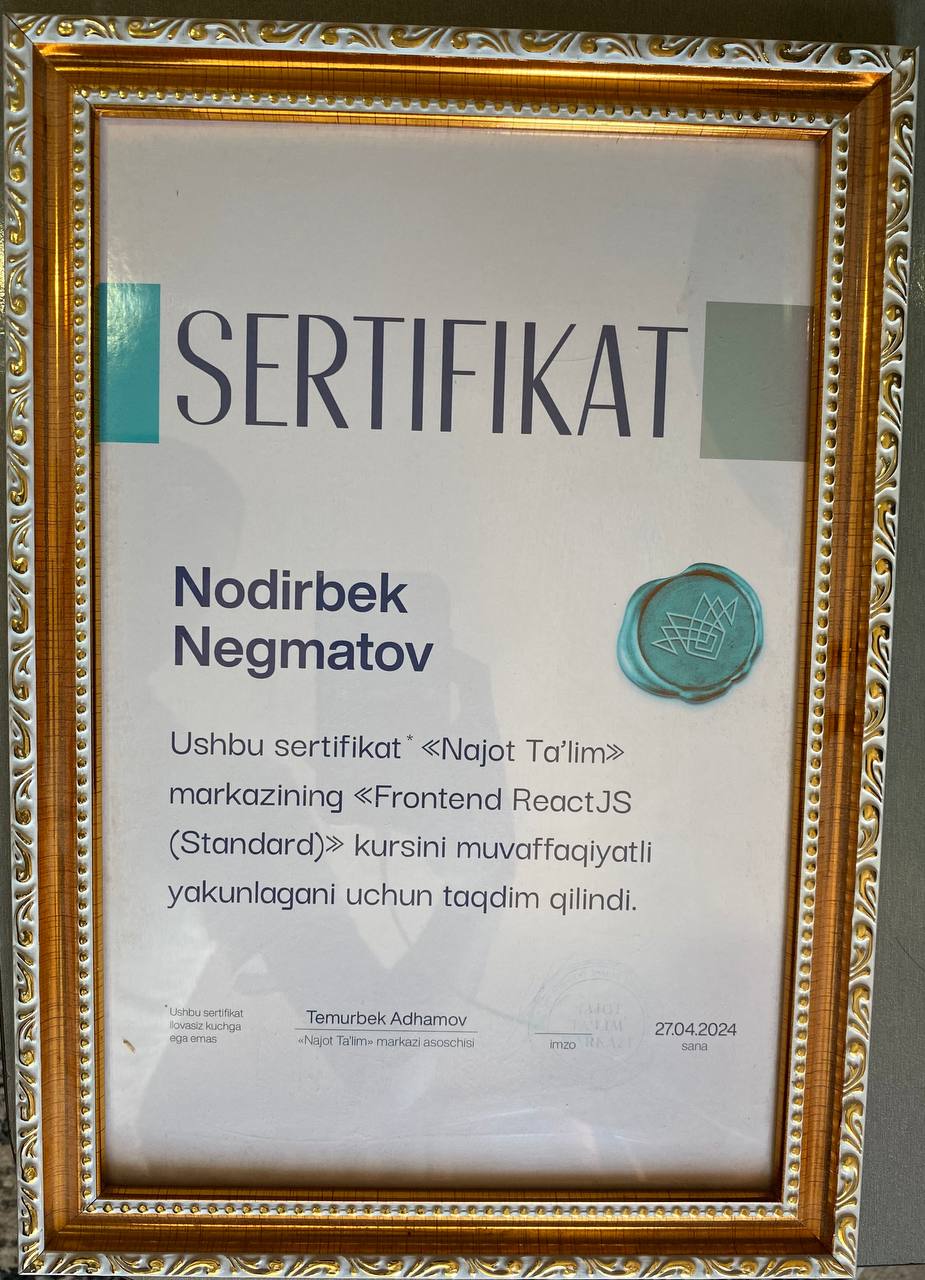 SERTIFIKAT
Nodirbek
Negmatov
Ushbu sertifikat* «Najot Ta'lim»
markazining «Frontend ReactJS
(Standard)» kursini muvaffaqiyatli
yakunlagani uchun taqdim qilindi.
*Ushbu sertifikat
ilovasiz kuchga
ega emas
Temurbek Adhamov
«Najot Ta'lim» markazi asoschisi
imzo
27.04.2024
sana